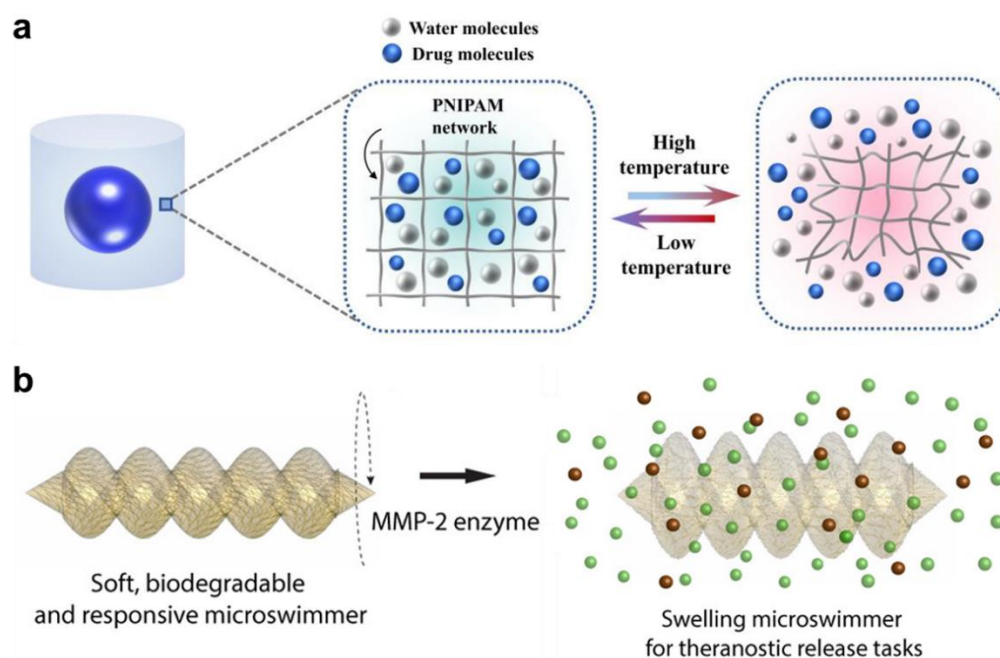 a
Water molecules
Drug molecules
PNIPAM
network
High
temperature
Low
temperature
b
MMP-2 enzyme
Soft, biodegradable
and responsive microswimmer
Swelling microswimmer
for theranostic release tasks